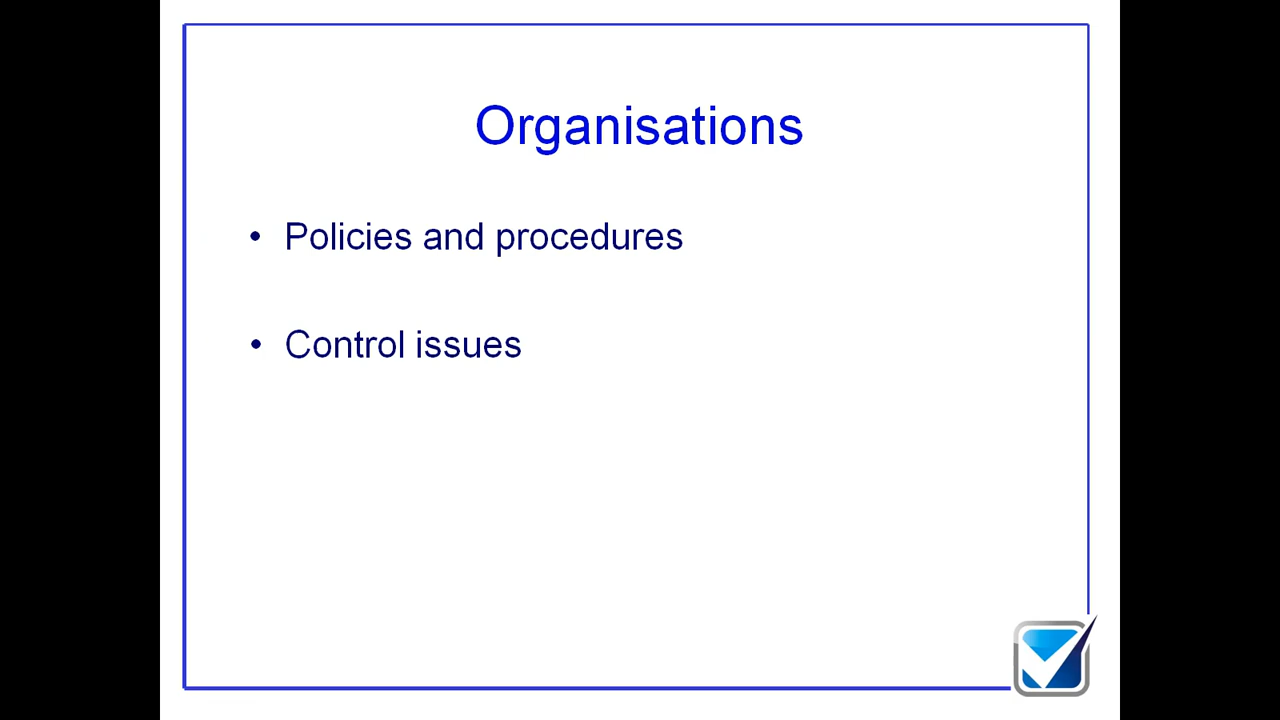 Organisations
• Policies and procedures
• Control issues